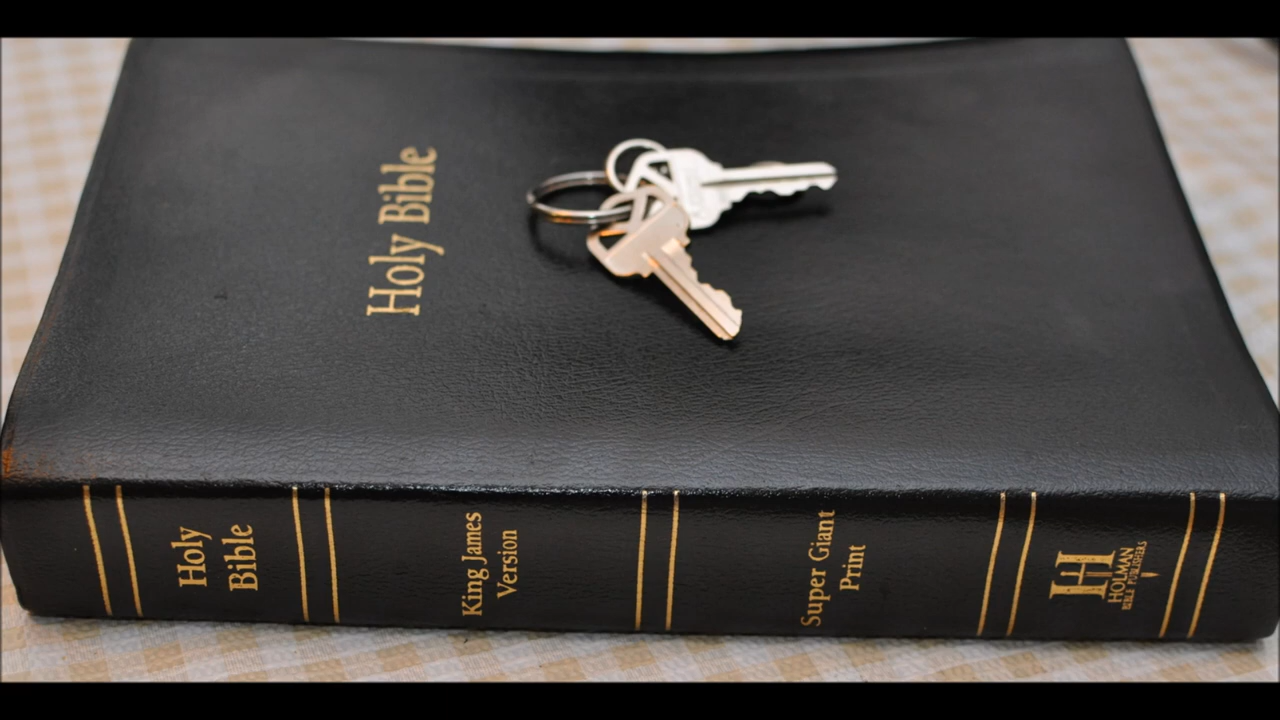 Holy Bible
Holy
Bible
King James
Version
Super Giant
Print
HOLMAN
BIBLE PUBLISHERS